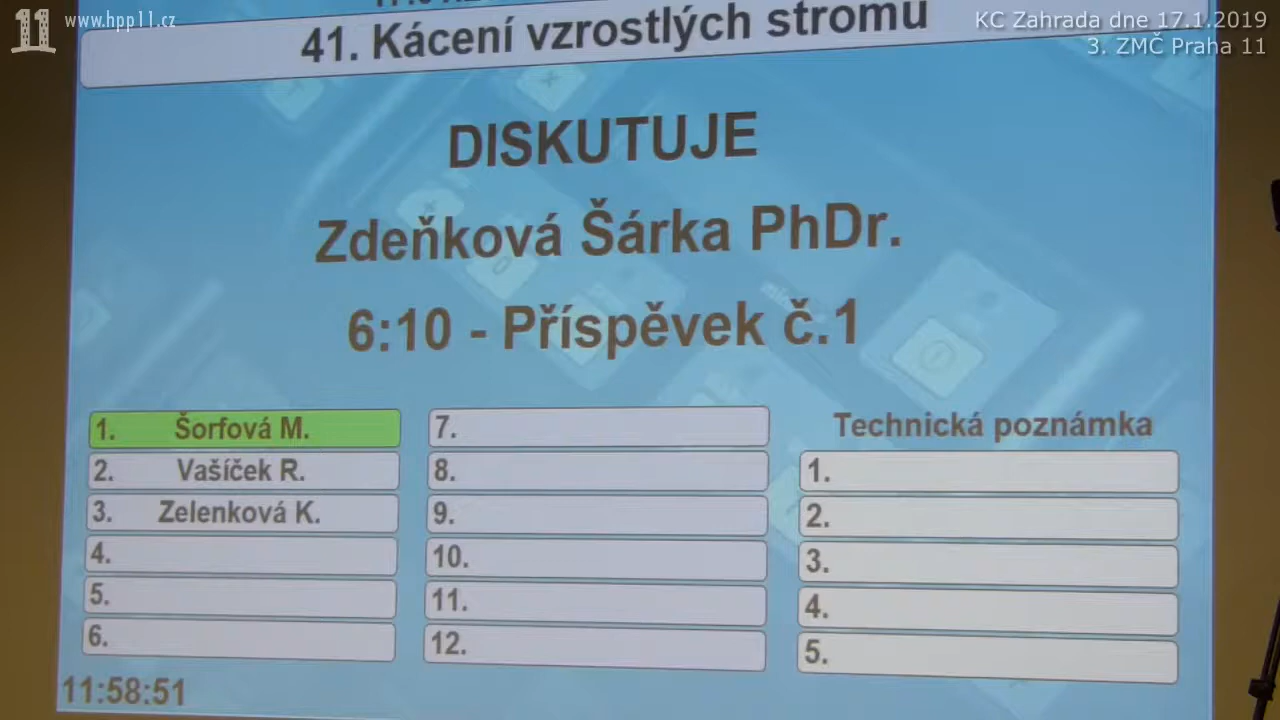 11
www.hpp11.cz
KC Zahrada dne 17.1.2019
3. ZMČ Praha 11
41. Kácení vzrostlých stromů
DISKUTUJE
Zdeňková Šárka PhDr.
6:10 - Příspěvek č.1
1. Šorfová M.
2. Vašíček R.
3. Zelenková K.
4.
5.
6.
7.
8.
9.
10.
11.
12.
Technická poznámka
1.
2.
3.
4.
5.
11:58:51